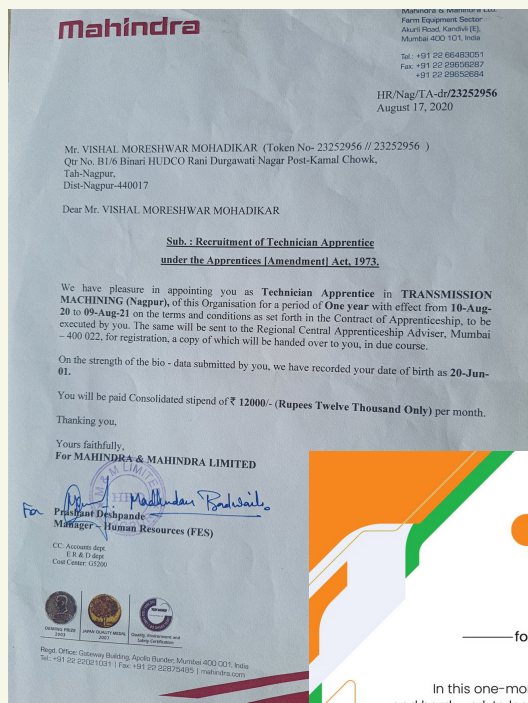 Mahindra
Mahindra & Mahindra Ltd.
Farm Equipment Sector
Akurli Road, Kandivli [E],
Mumbai 400 101, India
Tel.: +91 22 66483051
Fax: +91 22 29656287
+91 22 29652684
HR/Nag/TA-dr/23252956
August 17, 2020
Mr. VISHAL MORESHWAR MOHADIKAR (Token No- 23252956 // 23252956 )
Qtr No. B1/6 Binari HUDCO Rani Durgawati Nagar Post-Kamal Chowk,
Tah-Nagpur,
Dist-Nagpur-440017
Dear Mr. VISHAL MORESHWAR MOHADIKAR
Sub. : Recruitment of Technician Apprentice
under the Apprentices [Amendment] Act, 1973.
We have pleasure in appointing you as Technician Apprentice in TRANSMISSION
MACHINING (Nagpur), of this Organisation for a period of One year with effect from 10-Aug-
20 to 09-Aug-21 on the terms and conditions as set forth in the Contract of Apprenticeship, to be
executed by you. The same will be sent to the Regional Central Apprenticeship Adviser, Mumbai
– 400 022, for registration, a copy of which will be handed over to you, in due course.
On the strength of the bio - data submitted by you, we have recorded your date of birth as 20-Jun-
01.
You will be paid Consolidated stipend of ₹ 12000/- (Rupees Twelve Thousand Only) per month.
Thanking you,
Yours faithfully,
For MAHINDRA & MAHINDRA LIMITED
For
Prashant Deshpande
Manager – Human Resources (FES)
CC: Accounts dept
E R & D dept
Cost Center: G5200
DEMING PRIZE
2003
JAPAN QUALITY MEDAL
2007
Quality, Environment and
Safety Certification
Regd. Office: Gateway Building, Apollo Bunder, Mumbai 400 001, India
Tel.: +91 22 22021031 | Fax: +91 22 22875485 | mahindra.com
fo
In this one-mo